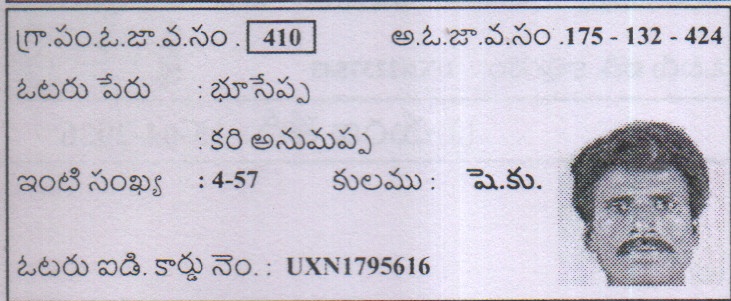 గ్రా.పం.ఓ.జా.వ.సం . 410 అ.ఓ.జా.వ.సం .175 - 132 - 424
ఓటరు పేరు : భూసేప్ప
: కరి అనుమప్ప
ఇంటి సంఖ్య : 4-57 కులము : షె.కు.
ఓటరు ఐడి. కార్డు నెం. : UXN1795616